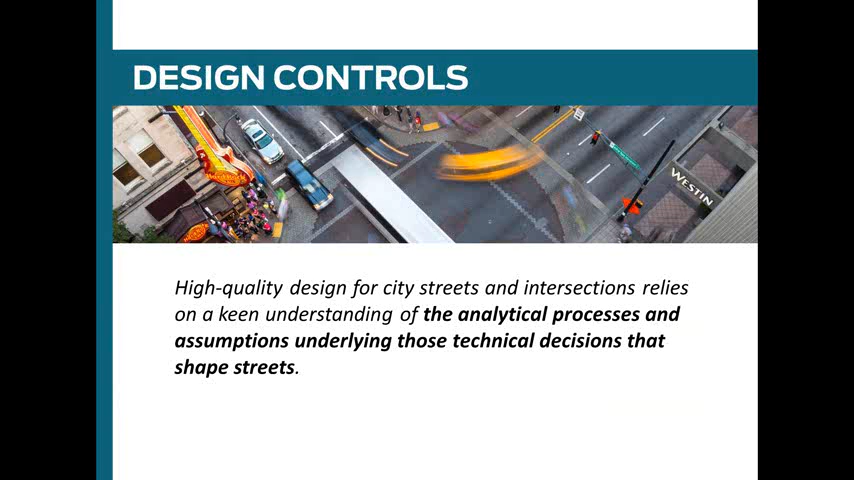 DESIGN CONTROLS
WESTIN
High-quality design for city streets and intersections relies
on a keen understanding of the analytical processes and
assumptions underlying those technical decisions that
shape streets.